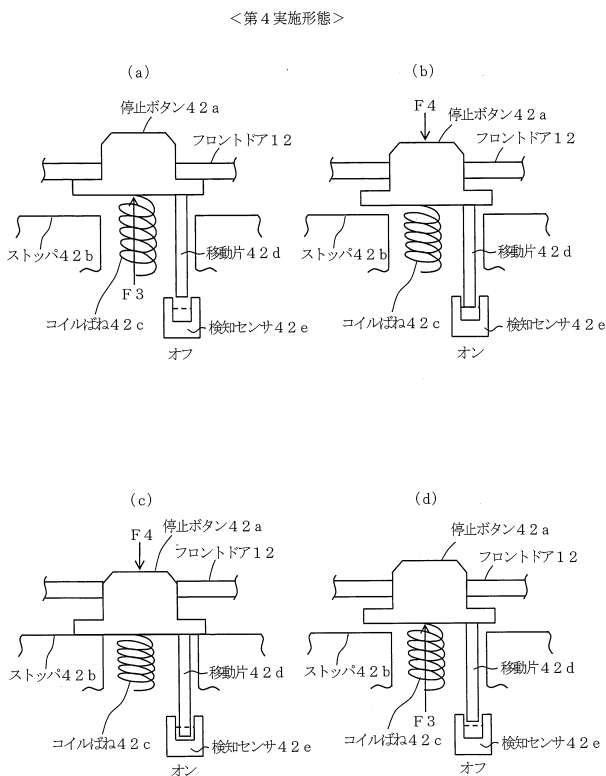 ＜第４実施形態＞
（a）
停止ボタン４２a
フロントドア１２
ストッパ４２b
移動片４２d
F３
コイルばね４２c
検知センサ４２e
オフ
（b）
F４
停止ボタン４２a
フロントドア１２
ストッパ４２b
移動片４２d
コイルばね４２c
検知センサ４２e
オン
（c）
F４
停止ボタン４２a
フロントドア１２
ストッパ４２b
移動片４２d
コイルばね４２c
検知センサ４２e
オン
（d）
停止ボタン４２a
フロントドア１２
ストッパ４２b
移動片４２d
F３
コイルばね４２c
検知センサ４２e
オフ